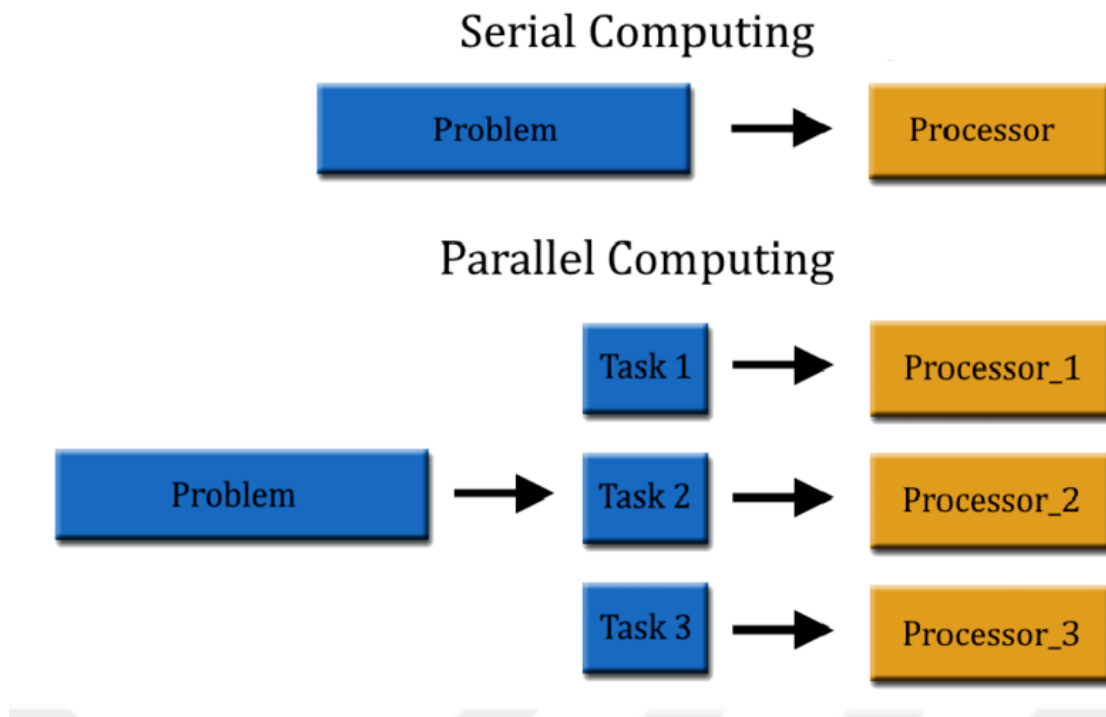 Serial Computing
Problem
Processor
Parallel Computing
Task 1
Processor_1
Problem
Task 2
Processor_2
Task 3
Processor_3